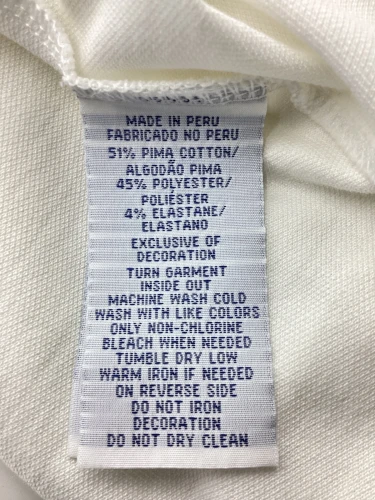 MADE IN PERU
FABRICADO NO PERU
51% PIMA COTTON/
ALGODÃO PIMA
45% POLYESTER/
POLIÉSTER
4% ELASTANE/
ELASTANO
EXCLUSIVE OF
DECORATION
TURN GARMENT
INSIDE OUT
MACHINE WASH COLD
WASH WITH LIKE COLORS
ONLY NON-CHLORINE
BLEACH WHEN NEEDED
TUMBLE DRY LOW
WARM IRON IF NEEDED
ON REVERSE SIDE
DO NOT IRON
DECORATION
DO NOT DRY CLEAN